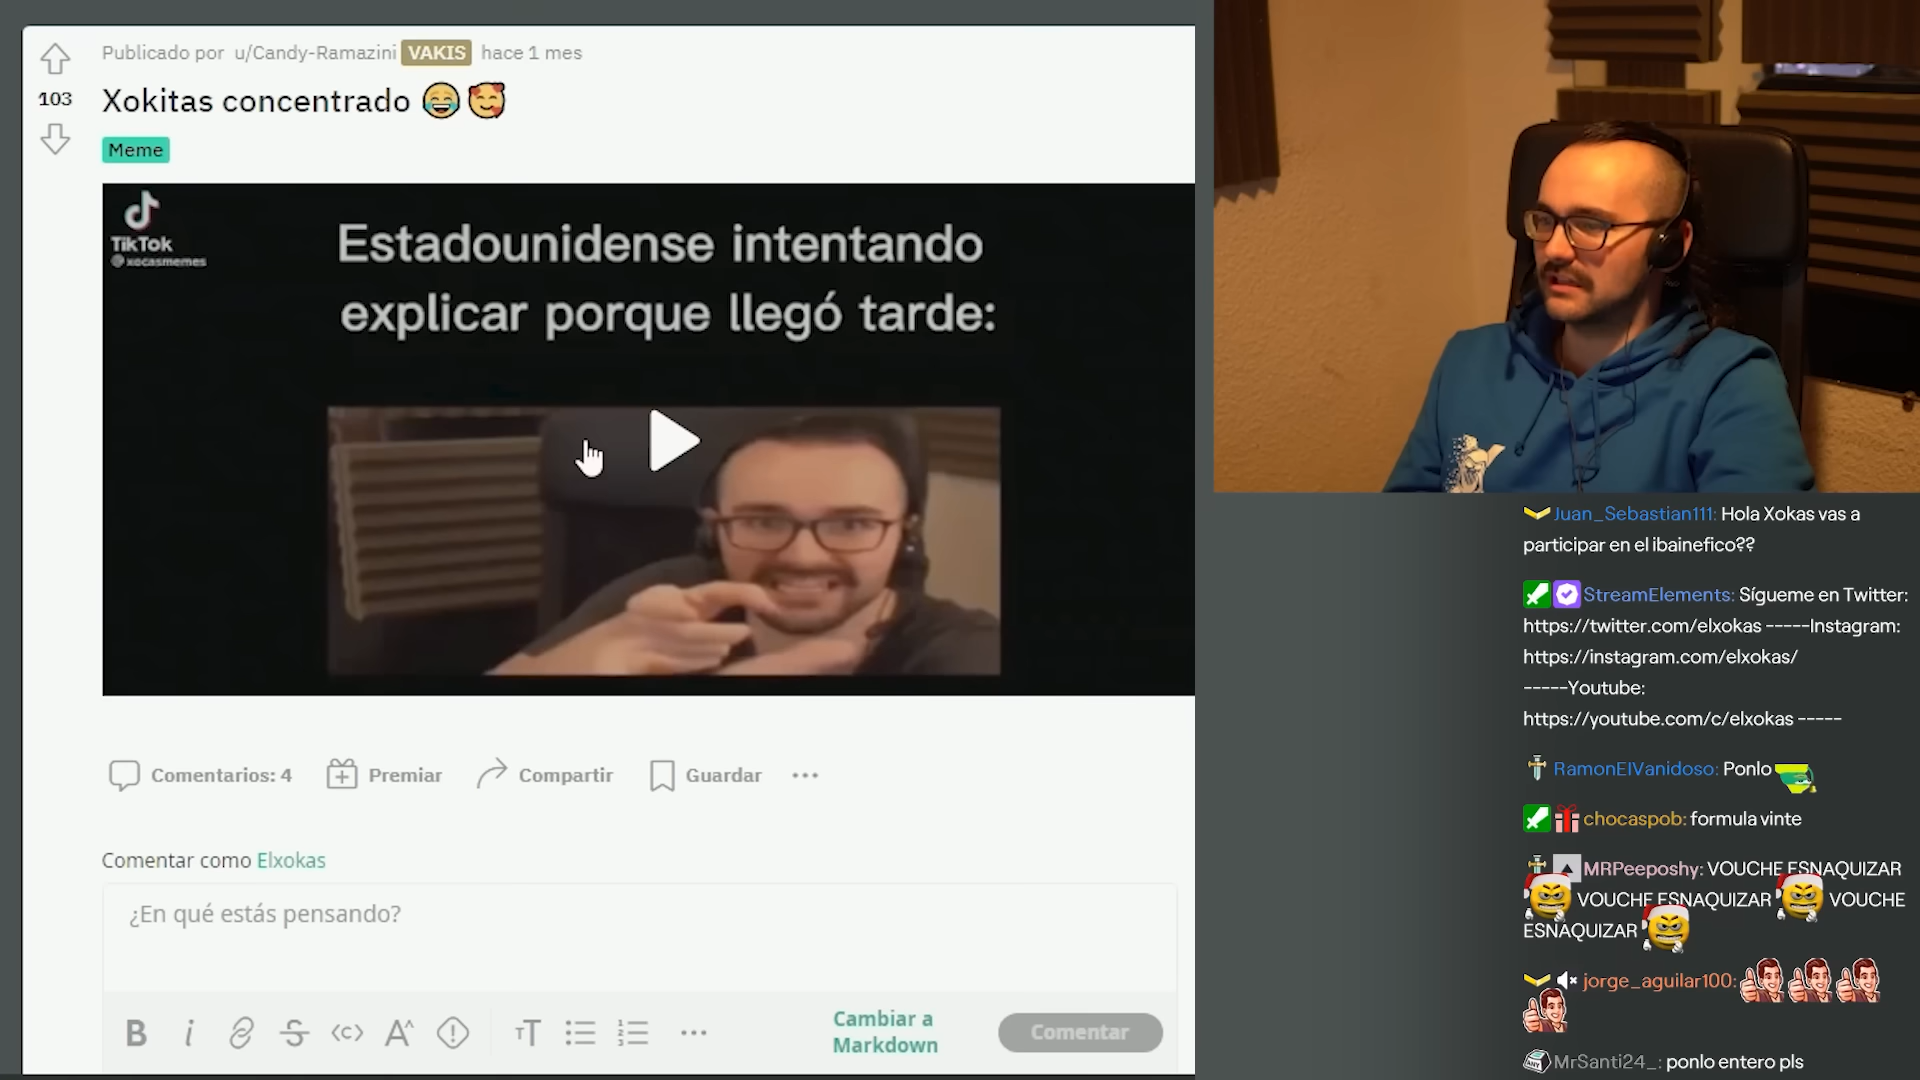 Publicado por u/Candy-Ramazini VAKIS hace 1 mes
103
Xokitas concentrado
Meme
TikTok
@xocasmemes
Estadounidense intentando
explicar porque llegó tarde:
Comentarios: 4
Premiar
Compartir
Guardar
Comentar como Elxokas
¿En qué estás pensando?
Cambiar a
Markdown
Comentar
Juan_Sebastian111: Hola Xokas vas a
participar en el ibainefico??
StreamElements: Sígueme en Twitter:
https://twitter.com/elxokas -----Instagram:
https://instagram.com/elxokas/
-----Youtube:
https://youtube.com/c/elxokas -----
RamonElVanidoso: Ponlo
chocaspob: formula vinte
MRPeeposhy: VOUCHE ESNAQUIZAR
VOUCHE ESNAQUIZAR VOUCHE
ESNAQUIZAR
jorge_aguilar100:
MrSanti24_: ponlo entero pls